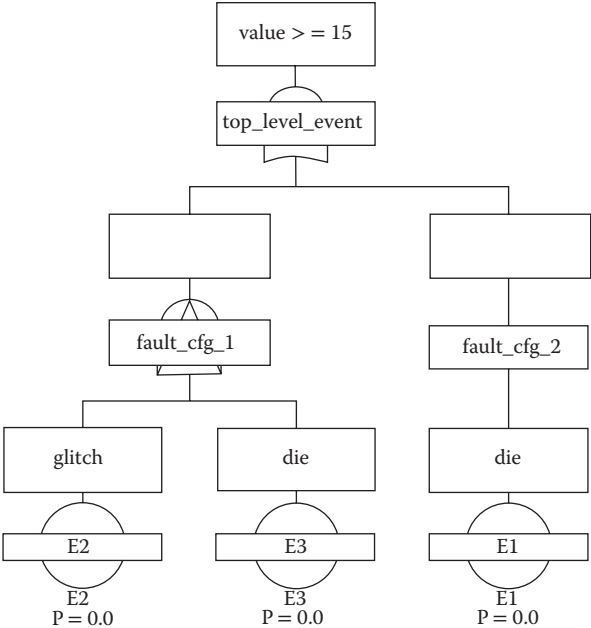 value > = 15
top_level_event
fault_cfg_1
fault_cfg_2
glitch
die
die
E2
E3
E1
E2
P = 0.0
E3
P = 0.0
E1
P = 0.0